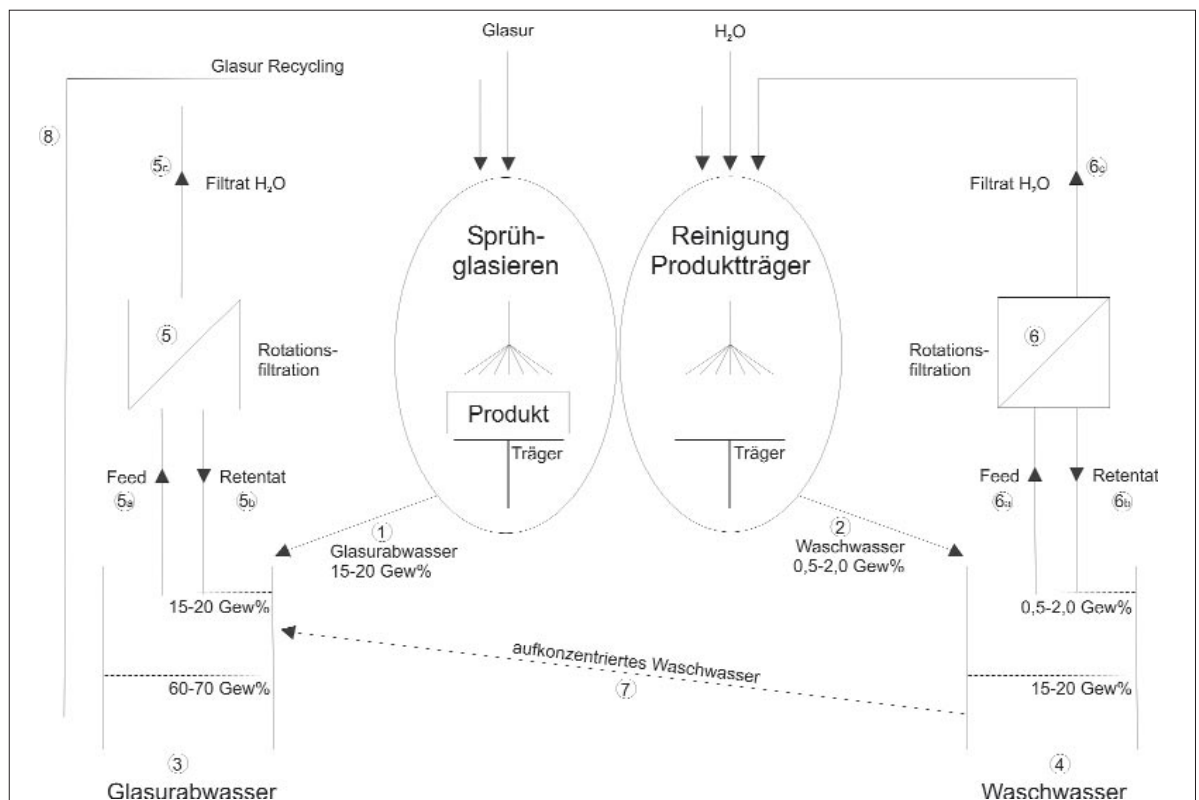 Glasur
H₂O
Glasur Recycling
8
5c
Filtrat H₂O
6c
Filtrat H₂O
Sprüh-
glasieren
Reinigung
Produktträger
5
Rotations-
filtration
6
Rotations-
filtration
Produkt
Träger
Träger
Feed
5a
Retentat
5b
Feed
6a
Retentat
6b
1
Glasurabwasser
15-20 Gew%
2
Waschwasser
0,5-2,0 Gew%
15-20 Gew%
0,5-2,0 Gew%
aufkonzentriertes Waschwasser
7
60-70 Gew%
15-20 Gew%
3
Glasurabwasser
4
Waschwasser